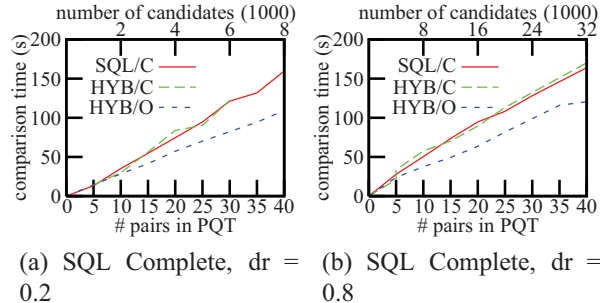 number of candidates (1000)
2 4 6 8
200
150
100
50
0
comparison time (s)
SQL/C
HYB/C
HYB/O
0 5 10 15 20 25 30 35 40
# pairs in PQT
(a) SQL Complete, dr =
0.2
number of candidates (1000)
8 16 24 32
200
150
100
50
0
comparison time (s)
SQL/C
HYB/C
HYB/O
0 5 10 15 20 25 30 35 40
# pairs in PQT
(b) SQL Complete, dr =
0.8